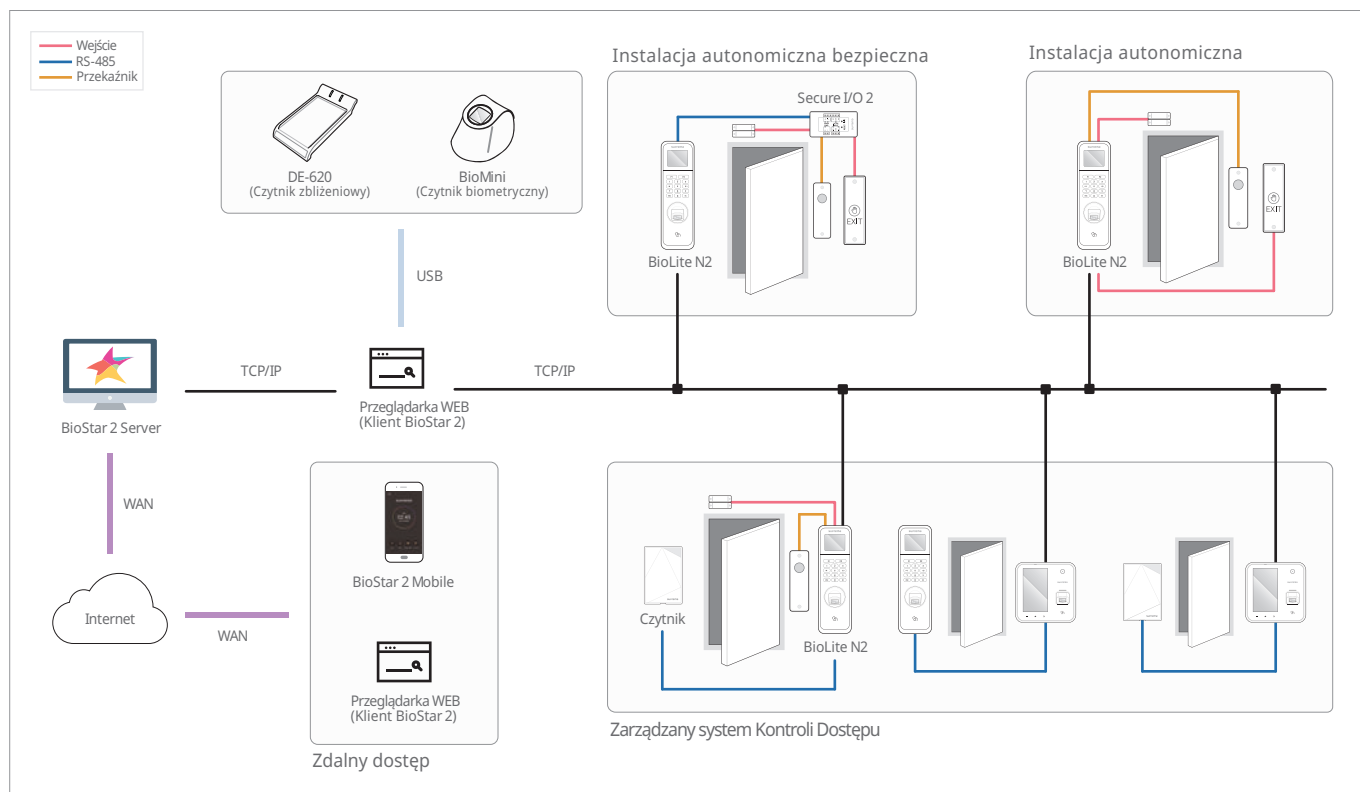 Wejście
RS-485
Przekaźnik
Instalacja autonomiczna bezpieczna
Instalacja autonomiczna
Secure I/O 2
DE-620
(Czytnik zbliżeniowy)
BioMini
(Czytnik biometryczny)
EXIT
BioLite N2
EXIT
BioLite N2
USB
TCP/IP
TCP/IP
BioStar 2 Server
Przeglądarka WEB
(Klient BioStar 2)
WAN
BioStar 2 Mobile
Internet
WAN
Czytnik
BioLite N2
Przeglądarka WEB
(Klient BioStar 2)
Zarządzany system Kontroli Dostępu
Zdalny dostęp